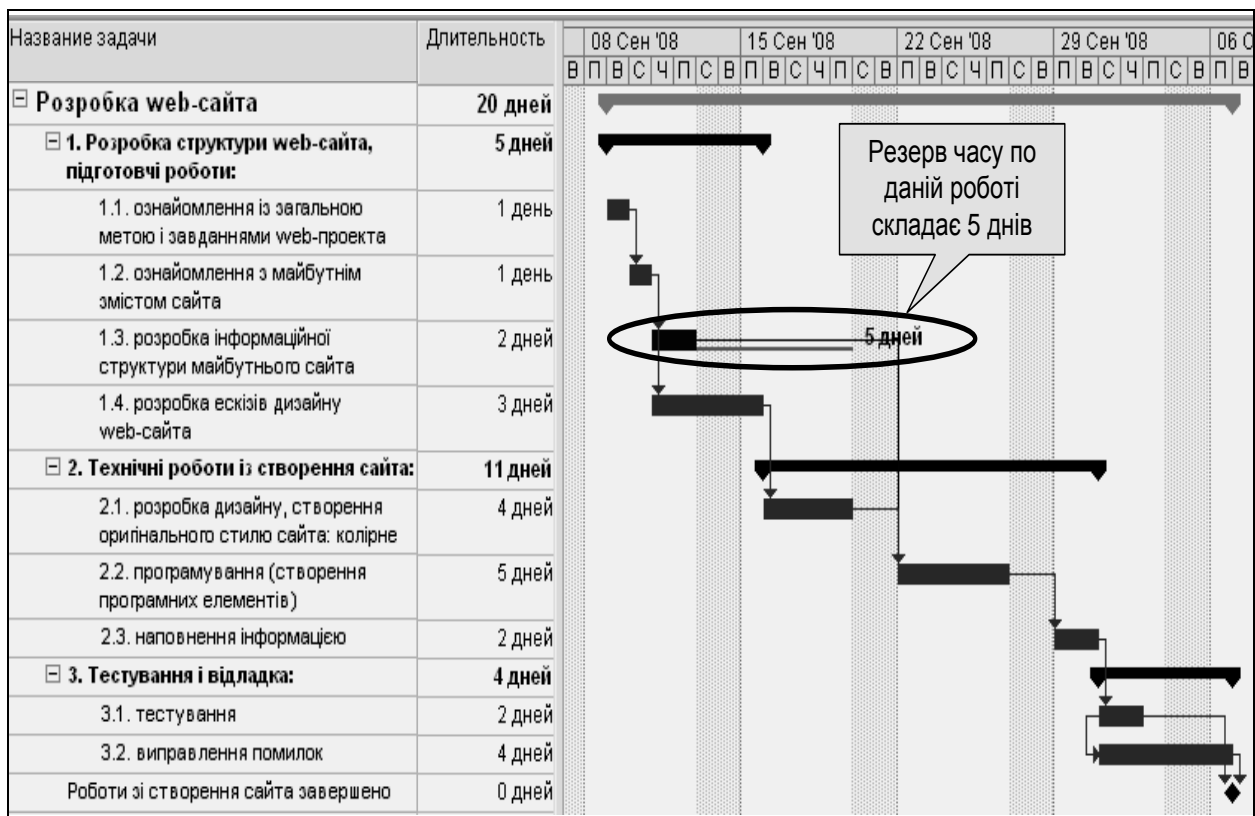 Название задачи Длительность 08 Сен '08 15 Сен '08 22 Сен '08 29 Сен '08 06 О
В П В С Ч П С В П В С Ч П С В П В С Ч П С В П В С Ч П С В П В
Розробка web-сайта 20 дней
1. Розробка структури web-сайта, 5 дней
підготовчі роботи:
Резерв часу по
даній роботі
складає 5 днів
1.1. ознайомлення із загальною 1 день
метою і завданнями web-проекта
1.2. ознайомлення з майбутнім 1 день
змістом сайта
1.3. розробка інформаційної 2 дней 5 дней
структури майбутнього сайта
1.4. розробка ескізів дизайну 3 дней
web-сайта
2. Технічні роботи із створення сайта: 11 дней
2.1. розробка дизайну, створення 4 дней
оригінального стилю сайта: колірне
2.2. програмування (створення 5 дней
програмних елементів)
2.3. наповнення інформацією 2 дней
3. Тестування і відладка: 4 дней
3.1. тестування 2 дней
3.2. виправлення помилок 4 дней
Роботи зі створення сайта завершено 0 дней